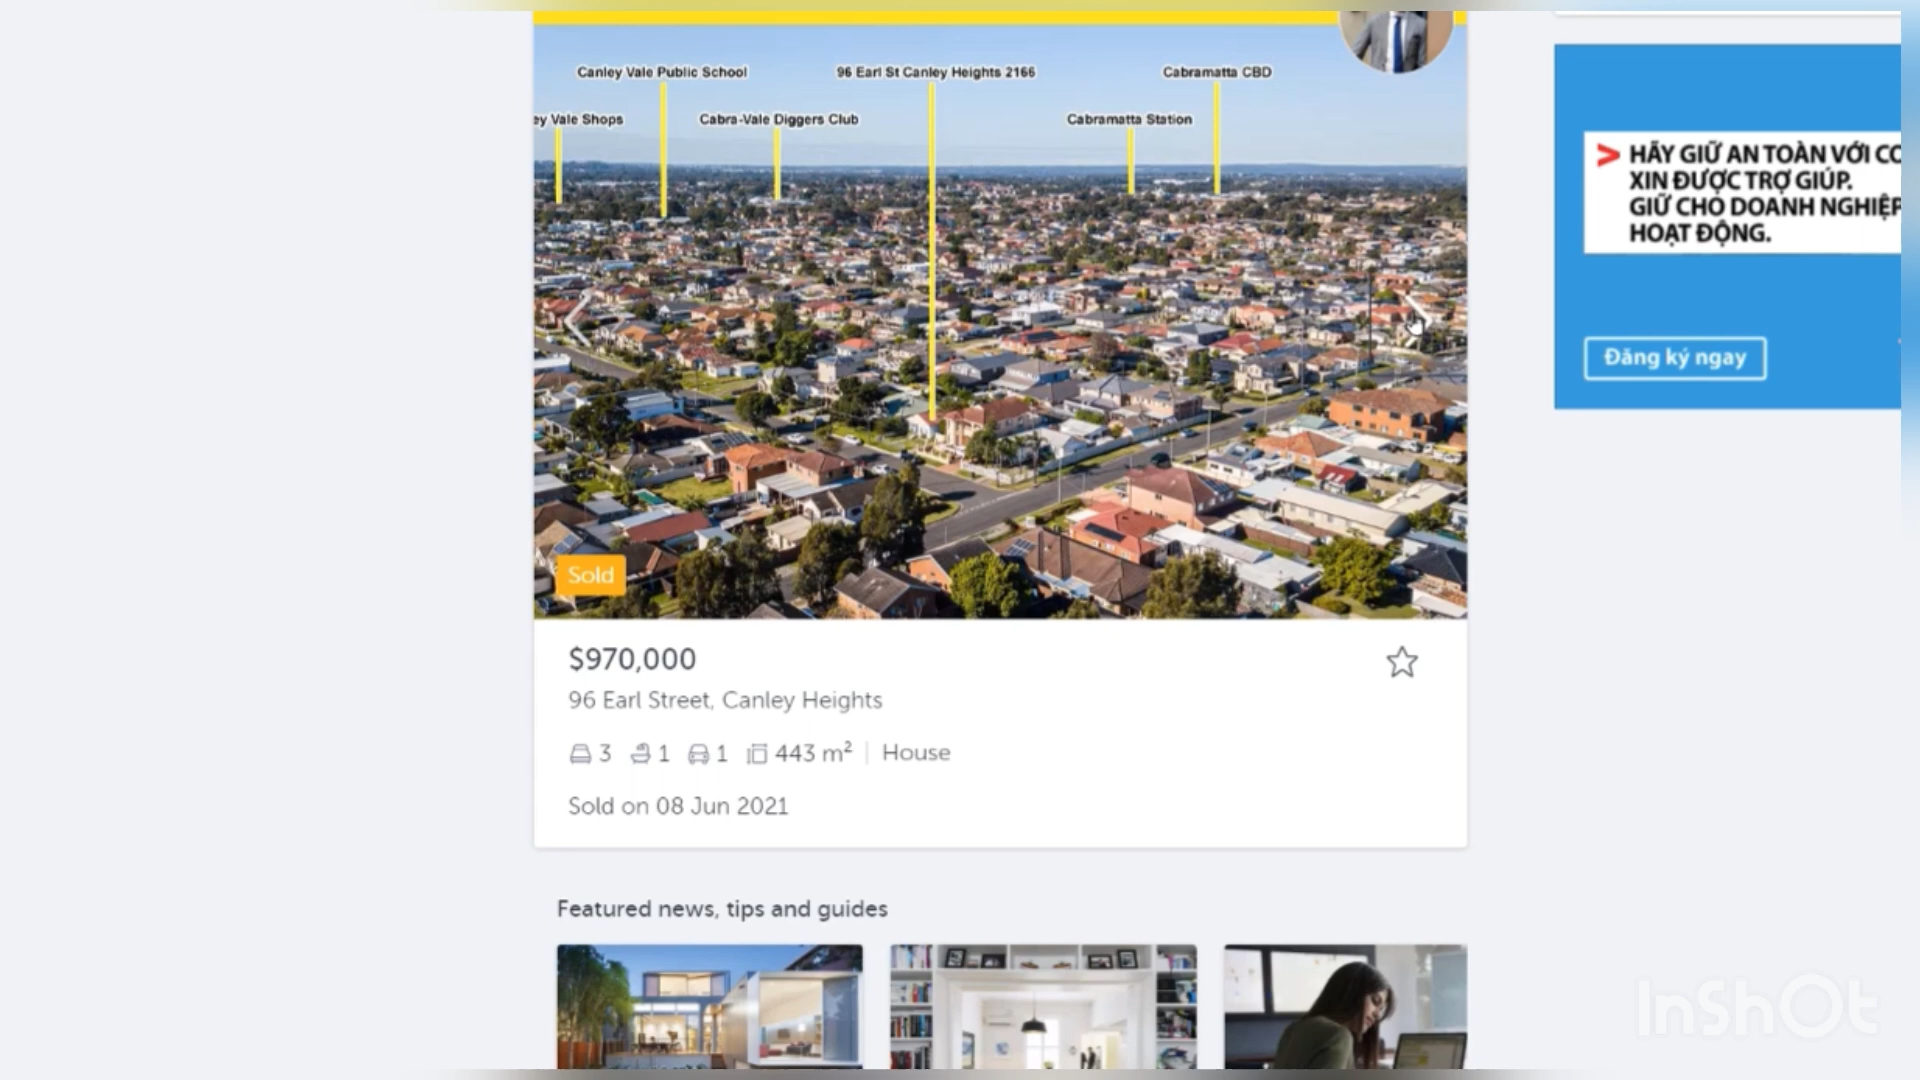 Canley Vale Public School
96 Earl St Canley Heights 2166
Cabramatta CBD
ey Vale Shops
Cabra-Vale Diggers Club
Cabramatta Station
> HÃY GIỮ AN TOÀN VỚI CO
XIN ĐƯỢC TRỢ GIÚP.
GIỮ CHO DOANH NGHIỆP
HOẠT ĐỘNG.
Đăng ký ngay
Sold
$970,000
96 Earl Street, Canley Heights
3 1 1 443 m² | House
Sold on 08 Jun 2021
Featured news, tips and guides
InShOt